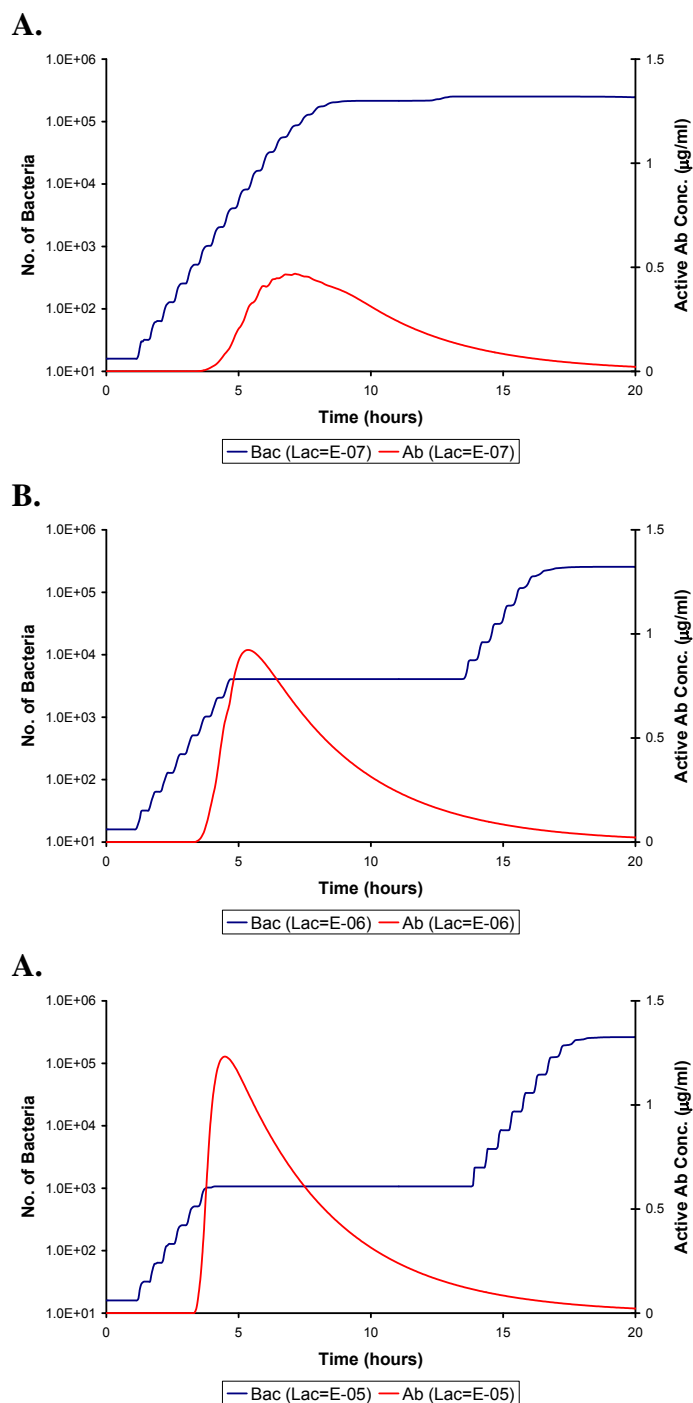 A.
1.0E+06
1.0E+05
1.0E+04
1.0E+03
1.0E+02
1.0E+01
No. of Bacteria
1.5
1
0.5
0
Active Ab Conc. (μg/ml)
0 5 10 15 20
Time (hours)
Bac (Lac=E-07) Ab (Lac=E-07)
B.
1.0E+06
1.0E+05
1.0E+04
1.0E+03
1.0E+02
1.0E+01
No. of Bacteria
1.5
1
0.5
0
Active Ab Conc. (μg/ml)
0 5 10 15 20
Time (hours)
Bac (Lac=E-06) Ab (Lac=E-06)
A.
1.0E+06
1.0E+05
1.0E+04
1.0E+03
1.0E+02
1.0E+01
No. of Bacteria
1.5
1
0.5
0
Active Ab Conc. (μg/ml)
0 5 10 15 20
Time (hours)
Bac (Lac=E-05) Ab (Lac=E-05)